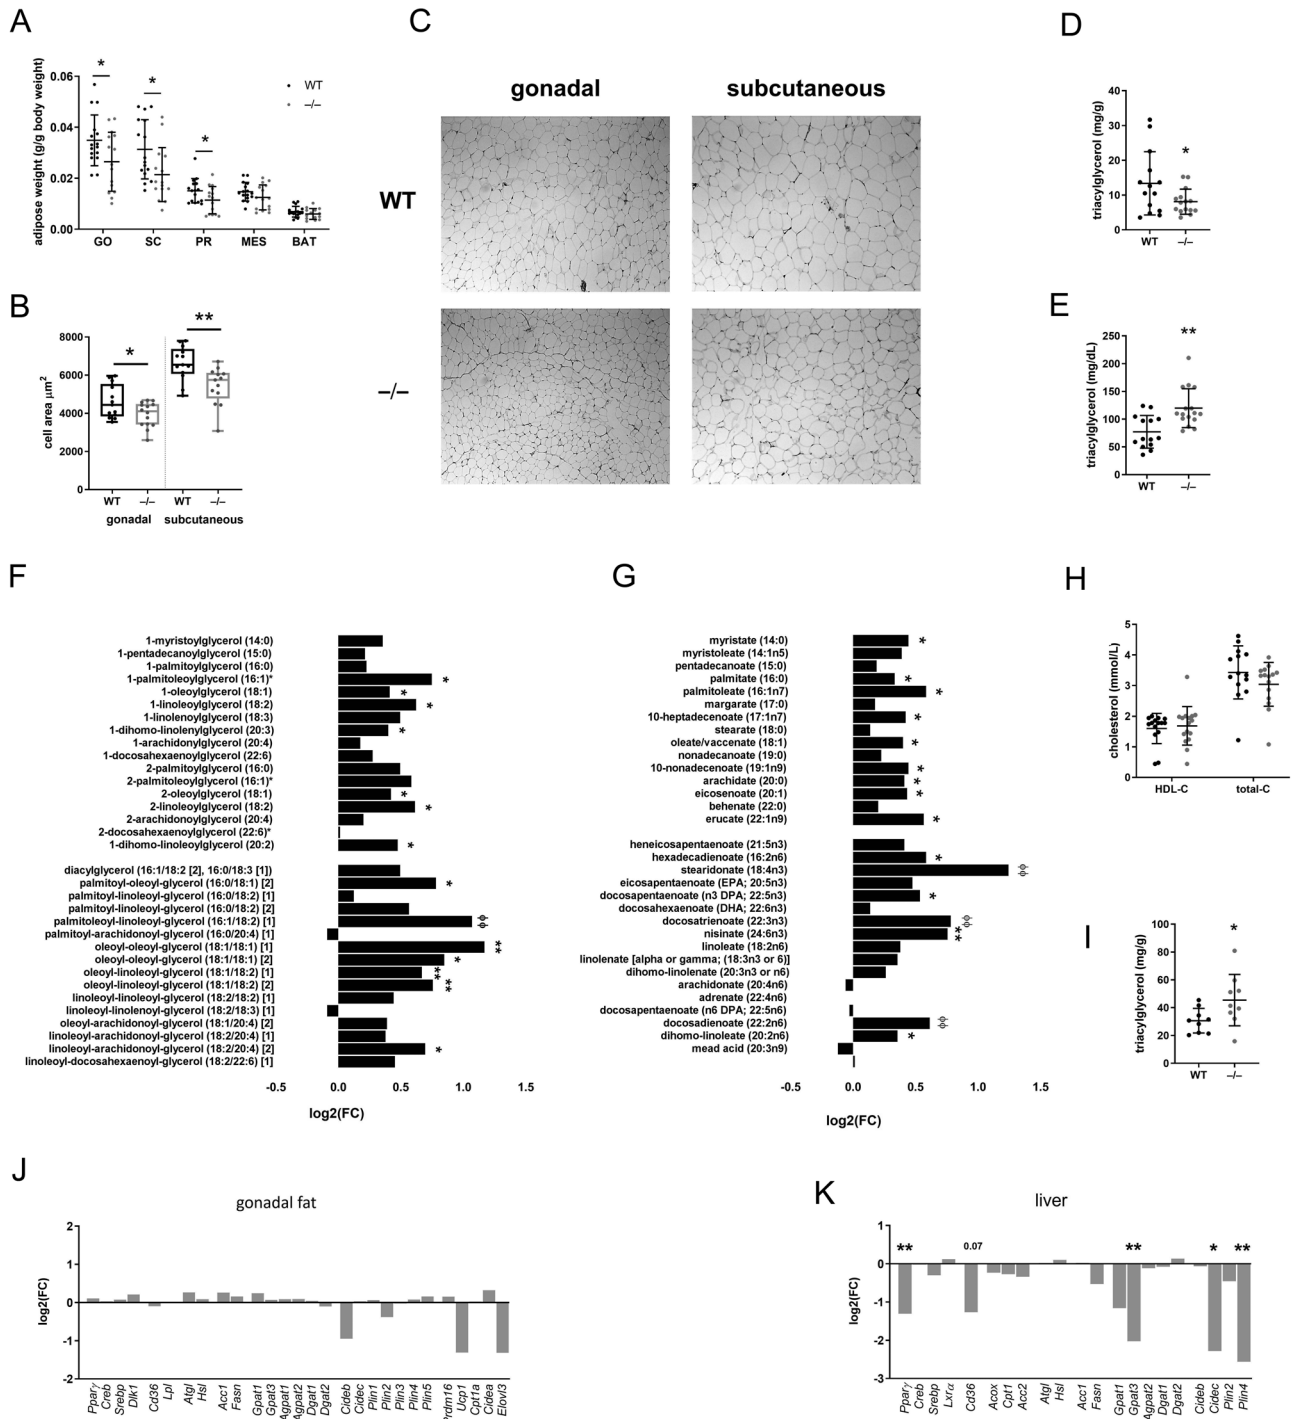 A
adipose weight (g/g body weight)
0.06
0.04
0.02
0.00
*
*
*
WT
–/–
GO SC PR MES BAT
B
cell area µm2
8000
6000
4000
2000
0
*
**
WT –/– WT –/–
gonadal subcutaneous
C
gonadal subcutaneous
WT
–/–
D
triacylglycerol (mg/g)
40
30
20
10
0
*
WT –/–
E
triacylglycerol (mg/dL)
250
200
150
100
50
0
**
WT –/–
F
1-myristoylglycerol (14:0)
1-pentadecanoylglycerol (15:0)
1-palmitoylglycerol (16:0)
1-palmitoleoylglycerol (16:1)* *
1-oleoylglycerol (18:1) *
1-linoleoylglycerol (18:2) *
1-linolenoylglycerol (18:3)
1-dihomo-linolenylglycerol (20:3) *
1-arachidonylglycerol (20:4)
1-docosahexaenoylglycerol (22:6)
2-palmitoylglycerol (16:0)
2-palmitoleoylglycerol (16:1)*
2-oleoylglycerol (18:1) *
2-linoleoylglycerol (18:2) *
2-arachidonoylglycerol (20:4)
2-docosahexaenoylglycerol (22:6)*
1-dihomo-linoleoylglycerol (20:2) *
diacylglycerol (16:1/18:2 [2], 16:0/18:3 [1])
palmitoyl-oleoyl-glycerol (16:0/18:1) [2] *
palmitoyl-linoleoyl-glycerol (16:0/18:2) [1]
palmitoyl-linoleoyl-glycerol (16:0/18:2) [2]
palmitoleoyl-linoleoyl-glycerol (16:1/18:2) [1] ϕϕ
palmitoyl-arachidonoyl-glycerol (16:0/20:4) [1]
oleoyl-oleoyl-glycerol (18:1/18:1) [1] **
oleoyl-oleoyl-glycerol (18:1/18:1) [2] *
oleoyl-linoleoyl-glycerol (18:1/18:2) [1] **
oleoyl-linoleoyl-glycerol (18:1/18:2) [2] **
linoleoyl-linoleoyl-glycerol (18:2/18:2) [1]
linoleoyl-linolenoyl-glycerol (18:2/18:3) [1]
oleoyl-arachidonoyl-glycerol (18:1/20:4) [2]
linoleoyl-arachidonoyl-glycerol (18:2/20:4) [1]
linoleoyl-arachidonoyl-glycerol (18:2/20:4) [2] *
linoleoyl-docosahexaenoyl-glycerol (18:2/22:6) [1]
-0.5 0.0 0.5 1.0 1.5
log2(FC)
G
myristate (14:0) *
myristoleate (14:1n5)
pentadecanoate (15:0)
palmitate (16:0) *
palmitoleate (16:1n7) *
margarate (17:0)
10-heptadecenoate (17:1n7) *
stearate (18:0)
oleate/vaccenate (18:1) *
nonadecanoate (19:0)
10-nonadecenoate (19:1n9) *
arachidate (20:0) *
eicosenoate (20:1) *
behenate (22:0)
erucate (22:1n9) *
heneicosapentaenoate (21:5n3)
hexadecadienoate (16:2n6) *
stearidonate (18:4n3) ϕϕ
eicosapentaenoate (EPA; 20:5n3)
docosapentaenoate (n3 DPA; 22:5n3) *
docosahexaenoate (DHA; 22:6n3)
docosatrienoate (22:3n3) ϕϕ
nisinate (24:6n3) **
linoleate (18:2n6)
linolenate [alpha or gamma; (18:3n3 or 6)]
dihomo-linolenate (20:3n3 or n6)
arachidonate (20:4n6)
adrenate (22:4n6)
docosapentaenoate (n6 DPA; 22:5n6)
docosadienoate (22:2n6) ϕϕ
dihomo-linoleate (20:2n6) *
mead acid (20:3n9)
-0.5 0.0 0.5 1.0 1.5
log2(FC)
H
cholesterol (mmol/L)
5
4
3
2
1
0
HDL-C total-C
I
triacylglycerol (mg/g)
100
80
60
40
20
0
*
WT –/–
J
gonadal fat
log2(FC)
2
1
0
-1
-2
Pparγ Creb Srebp Dlk1 Cd36 Lpl Atgl Hsl Acc1 Fasn Gpat1 Gpat3 Agpat1 Agpat2 Dgat1 Dgat2 Cideb Cidec Plin1 Plin2 Plin3 Plin4 Plin5 Prdm16 Ucp1 Cpt1a Cidea Elovl3
K
liver
log2(FC)
1
0
-1
-2
-3
** 0.07 ** * **
Pparγ Creb Srebp Lxrα Cd36 Acox Cpt1 Acc2 Atgl Hsl Acc1 Fasn Gpat1 Gpat3 Agpat2 Dgat1 Dgat2 Cideb Cidec Plin2 Plin4